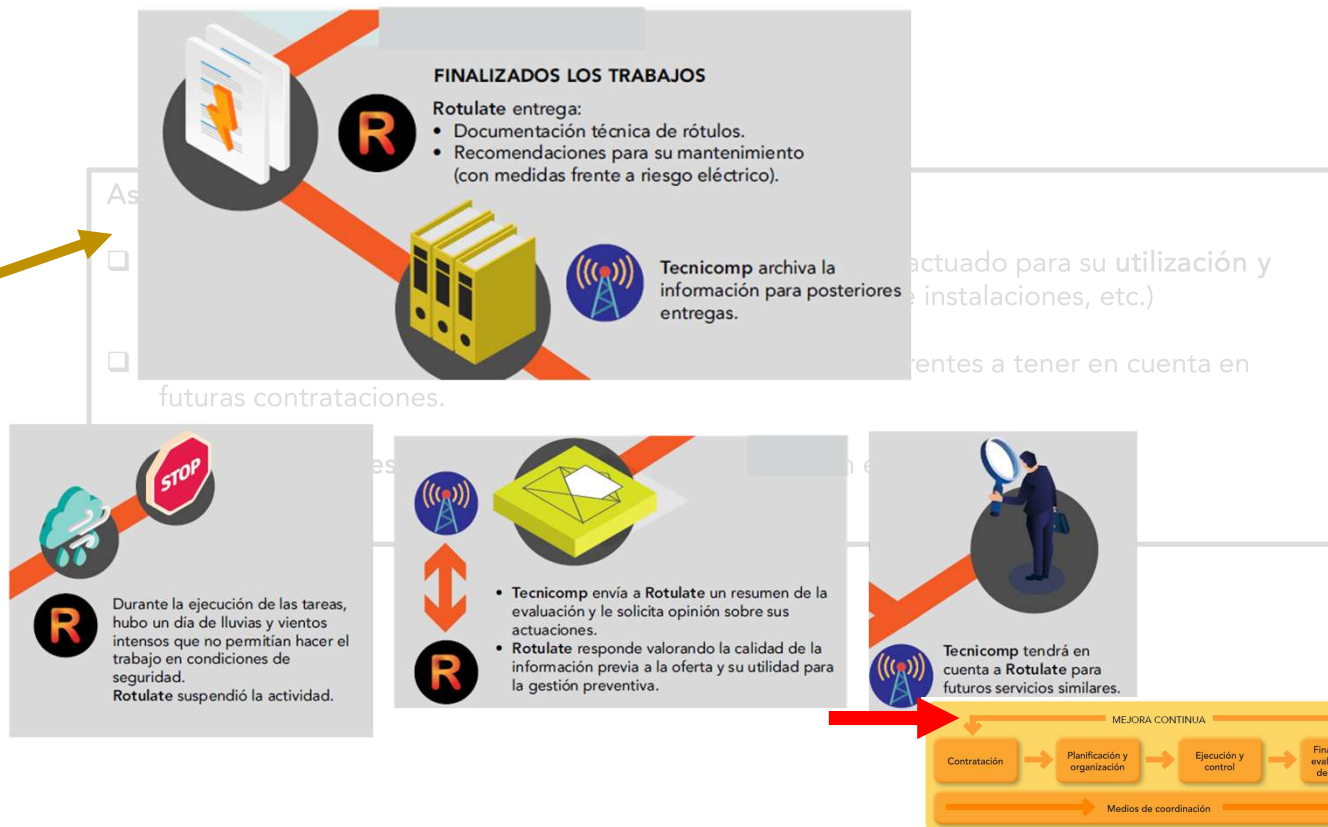 FINALIZADOS LOS TRABAJOS
R
Rotulate entrega:
• Documentación técnica de rótulos.
• Recomendaciones para su mantenimiento
(con medidas frente a riesgo eléctrico).
Tecnicomp archiva la
información para posteriores
entregas.
As
actuado para su utilización y
instalaciones, etc.)
rentes a tener en cuenta en
futuras contrataciones.
es
STOP
R
Durante la ejecución de las tareas,
hubo un día de lluvias y vientos
intensos que no permitían hacer el
trabajo en condiciones de
seguridad.
Rotulate suspendió la actividad.
R
• Tecnicomp envía a Rotulate un resumen de la
evaluación y le solicita opinión sobre sus
actuaciones.
• Rotulate responde valorando la calidad de la
información previa a la oferta y su utilidad para
la gestión preventiva.
Tecnicomp tendrá en
cuenta a Rotulate para
futuros servicios similares.
MEJORA CONTINUA
Contratación
Planificación y
organización
Ejecución y
control
Fina
eval
de
Medios de coordinación